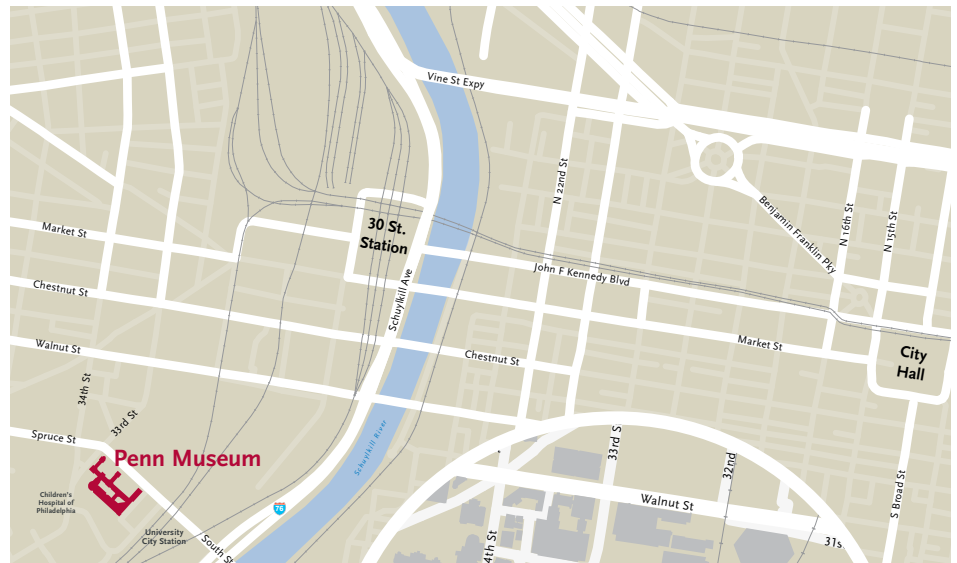 Vine St Expy
N 22nd St
Benjamin Franklin Pky
N 16th St
N 15th St
Market St
30 St.
Station
John F Kennedy Blvd
Schuylkill Ave
Chestnut St
Market St
Walnut St
Chestnut St
City
Hall
34th St
33rd St
Spruce St
Penn Museum
Schuylkill River
33rd S
32nd
Children's
Hospital of
Philadelphia
76
Walnut St
S Broad St
University
City Station
South St
4th St
31s